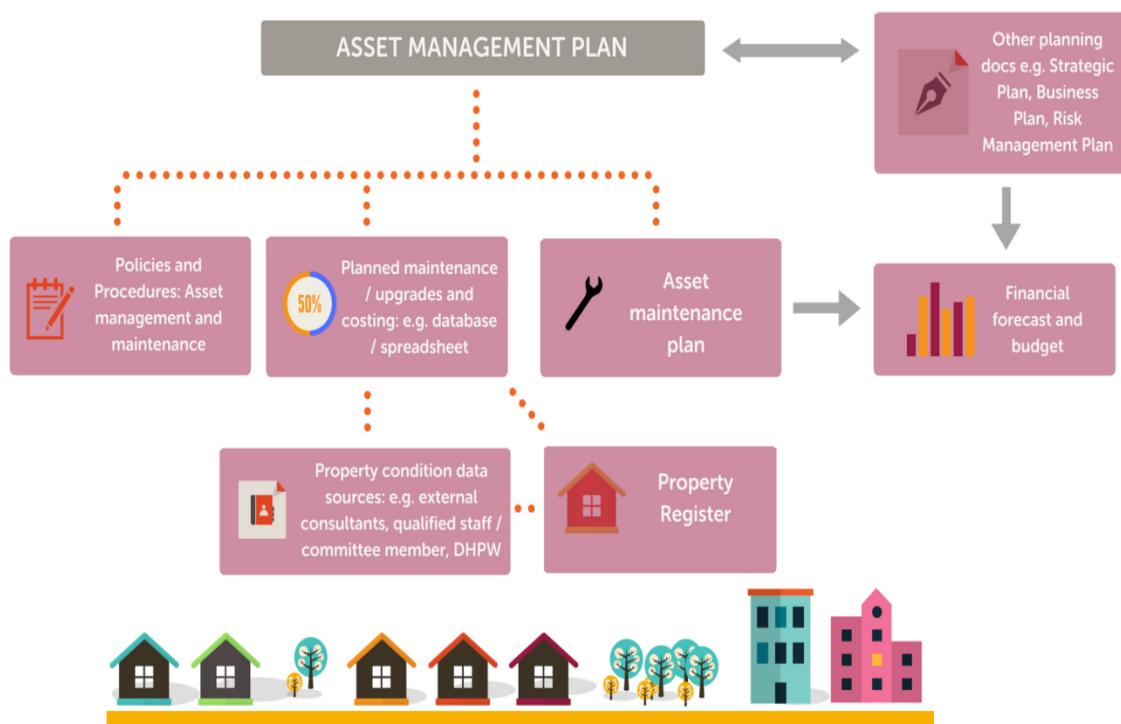 ASSET MANAGEMENT PLAN
Other planning
docs e.g. Strategic
Plan, Business
Plan, Risk
Management Plan
Policies and
Procedures: Asset
management and
maintenance
50%
Planned maintenance
/ upgrades and
costing: e.g. database
/ spreadsheet
Asset
maintenance
plan
Financial
forecast and
budget
Property condition data
sources: e.g. external
consultants, qualified staff /
committee member, DHPW
Property
Register